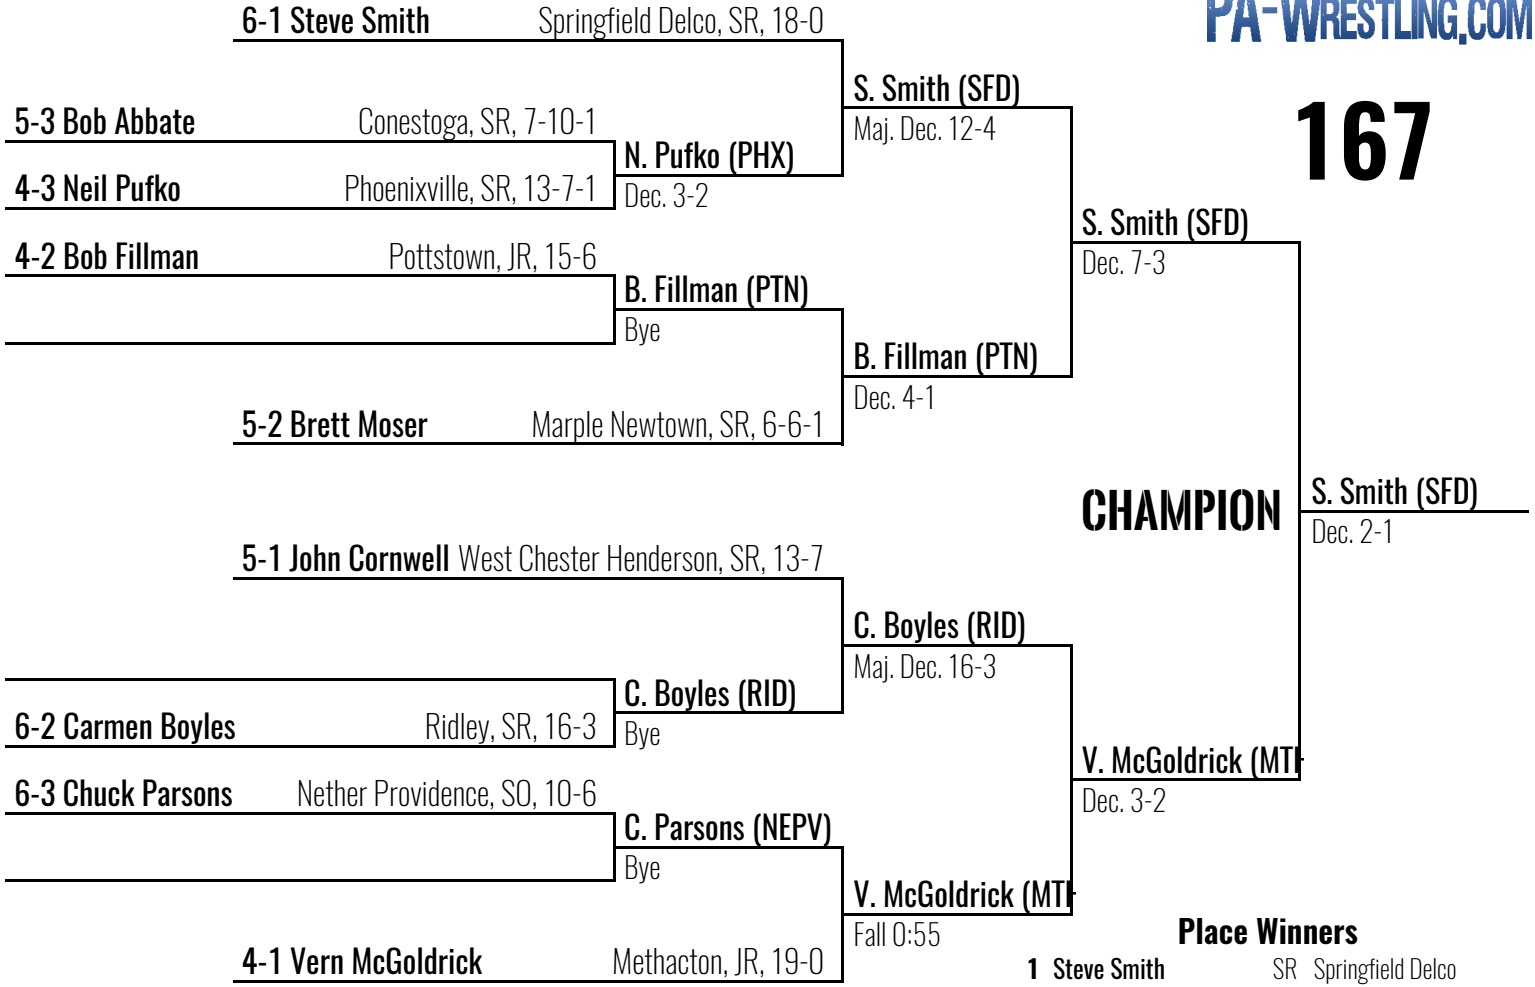 6-1 Steve Smith Springfield Delco, SR, 18-0
PA-WRESTLING.COM
S. Smith (SFD)
Maj. Dec. 12-4
167
5-3 Bob Abbate Conestoga, SR, 7-10-1
N. Pufko (PHX)
Dec. 3-2
4-3 Neil Pufko Phoenixville, SR, 13-7-1
S. Smith (SFD)
Dec. 7-3
4-2 Bob Fillman Pottstown, JR, 15-6
B. Fillman (PTN)
Bye
B. Fillman (PTN)
Dec. 4-1
5-2 Brett Moser Marple Newtown, SR, 6-6-1
CHAMPION
S. Smith (SFD)
Dec. 2-1
5-1 John Cornwell West Chester Henderson, SR, 13-7
C. Boyles (RID)
Maj. Dec. 16-3
C. Boyles (RID)
Bye
6-2 Carmen Boyles Ridley, SR, 16-3
V. McGoldrick (MTH
Dec. 3-2
6-3 Chuck Parsons Nether Providence, SO, 10-6
C. Parsons (NEPV)
Bye
V. McGoldrick (MTH
Fall 0:55
4-1 Vern McGoldrick Methacton, JR, 19-0
Place Winners
1 Steve Smith SR Springfield Delco